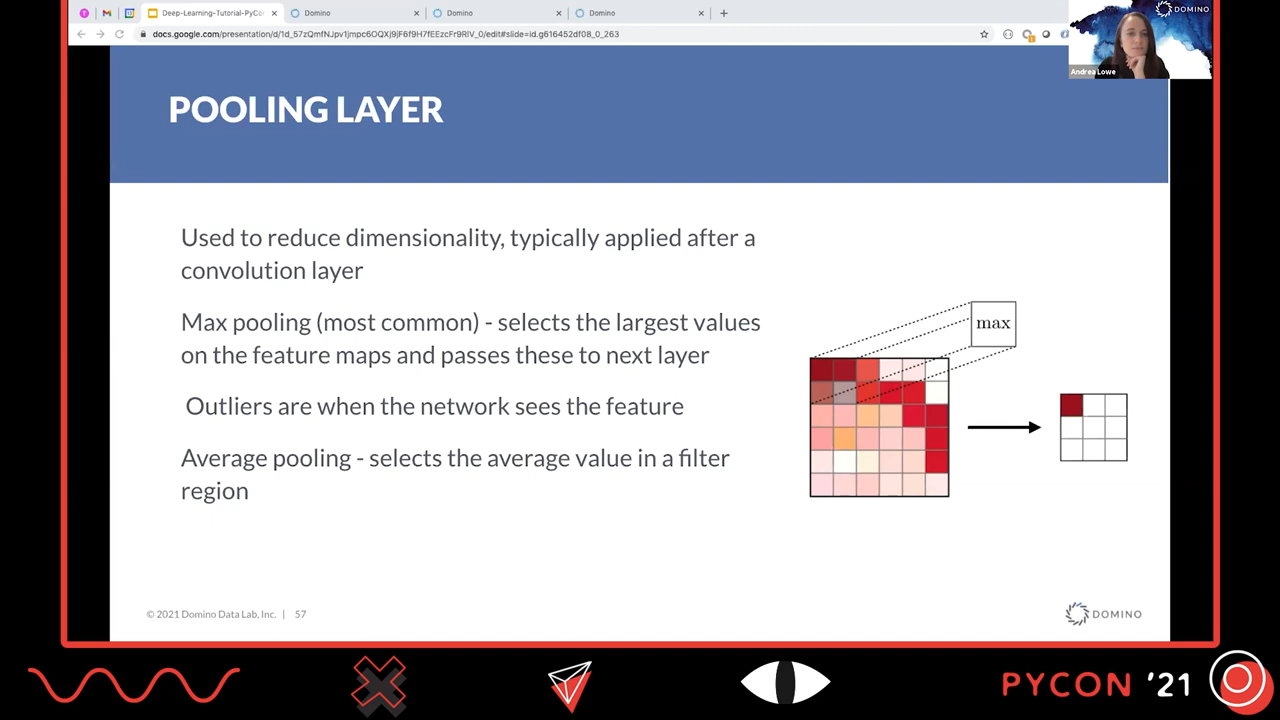 Deep-Learning-Tutorial-PyCo
Domino
Domino
Domino
docs.google.com/presentation/d/1d_57zQmfNJpv1jmpc6OQXj9jF6f9H7fEEzcFr9RlV_0/edit#slide=id.g616452df08_0_263
DOMINO
Andrea Lowe
POOLING LAYER
Used to reduce dimensionality, typically applied after a
convolution layer
Max pooling (most common) - selects the largest values
on the feature maps and passes these to next layer
Outliers are when the network sees the feature
Average pooling - selects the average value in a filter
region
max
© 2021 Domino Data Lab, Inc. | 57
DOMINO
PYCON '21